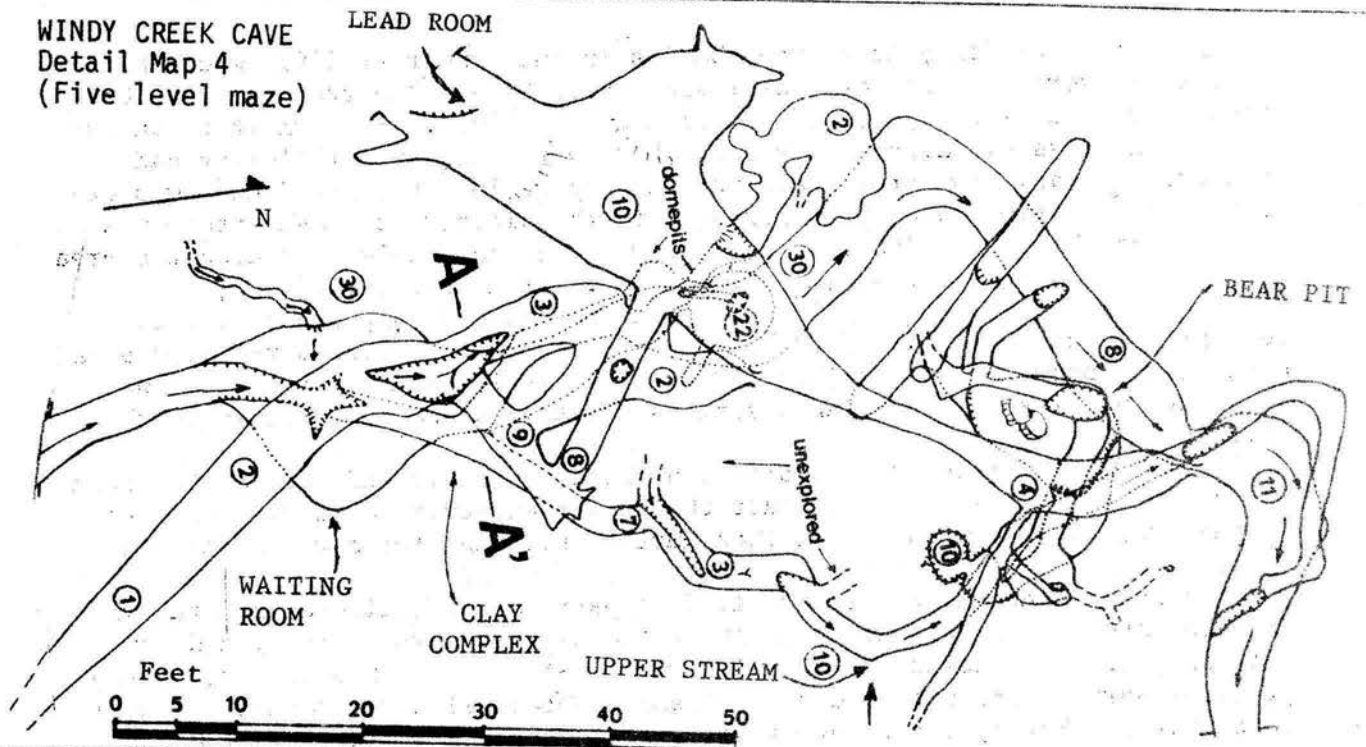 WINDY CREEK CAVE
Detail Map 4
(Five level maze)
LEAD ROOM
N
2
10
domepits
30
30
A
3
22
BEAR PIT
8
2
9
8
2
unexplored
4
11
A'
7
10
3
1
WAITING
ROOM
CLAY
COMPLEX
UPPER STREAM
10
Feet
0 5 10 20 30 40 50